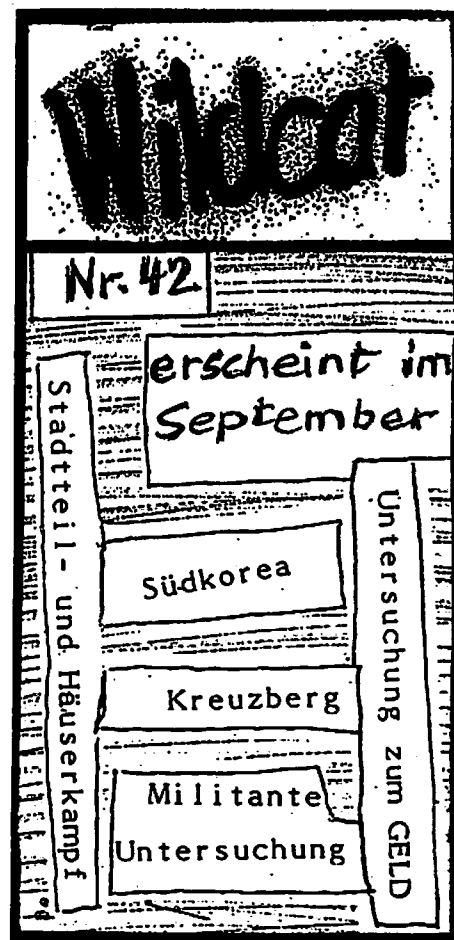 Wildcat
Nr. 42
erscheint im
September
Stadtteil- und Häuserkampf
Südkorea
Kreuzberg
Militante
Untersuchung
Untersuchung zum GELD